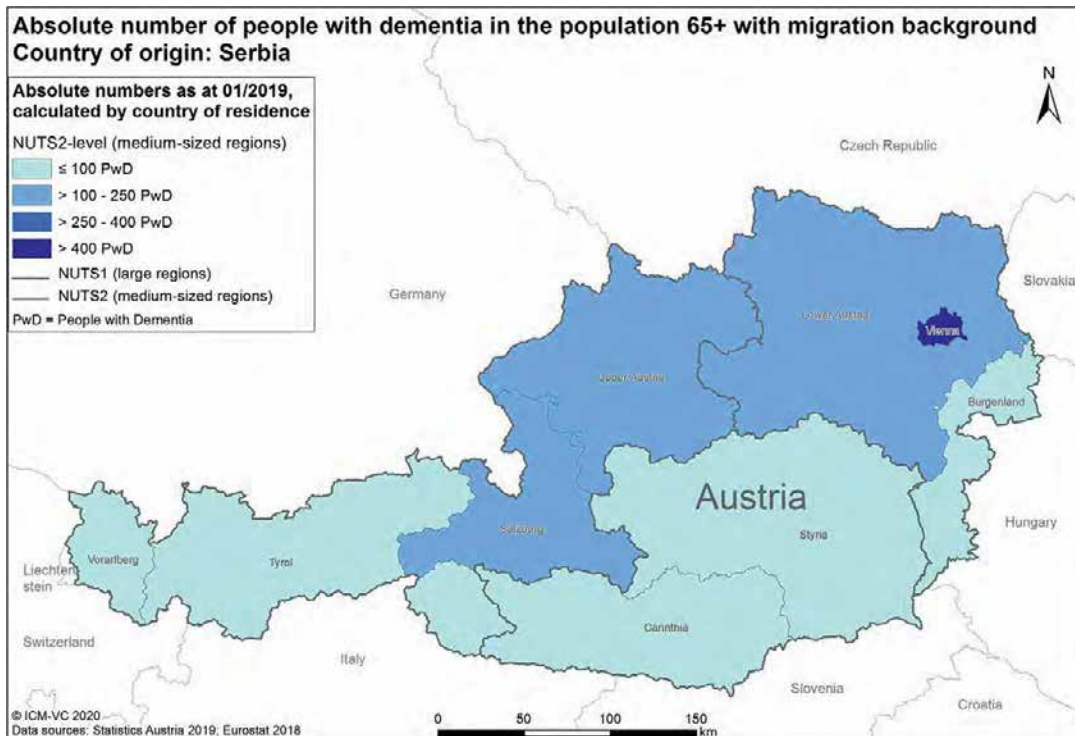 Absolute number of people with dementia in the population 65+ with migration background
Country of origin: Serbia
Absolute numbers as at 01/2019,
calculated by country of residence
NUTS2-level (medium-sized regions)
≤ 100 PwD
> 100 - 250 PwD
> 250 - 400 PwD
> 400 PwD
NUTS1 (large regions)
NUTS2 (medium-sized regions)
PwD = People with Dementia
N
Czech Republic
Slovakia
Germany
Lower Austria
Vienna
Upper Austria
Burgenland
Austria
Hungary
Salzburg
Styria
Vorarlberg
Tyrol
Liechten
stein
Carinthia
Switzerland
Italy
Slovenia
Croatia
© ICM-VC 2020
Data sources: Statistics Austria 2019; Eurostat 2018
0 50 100 150
km